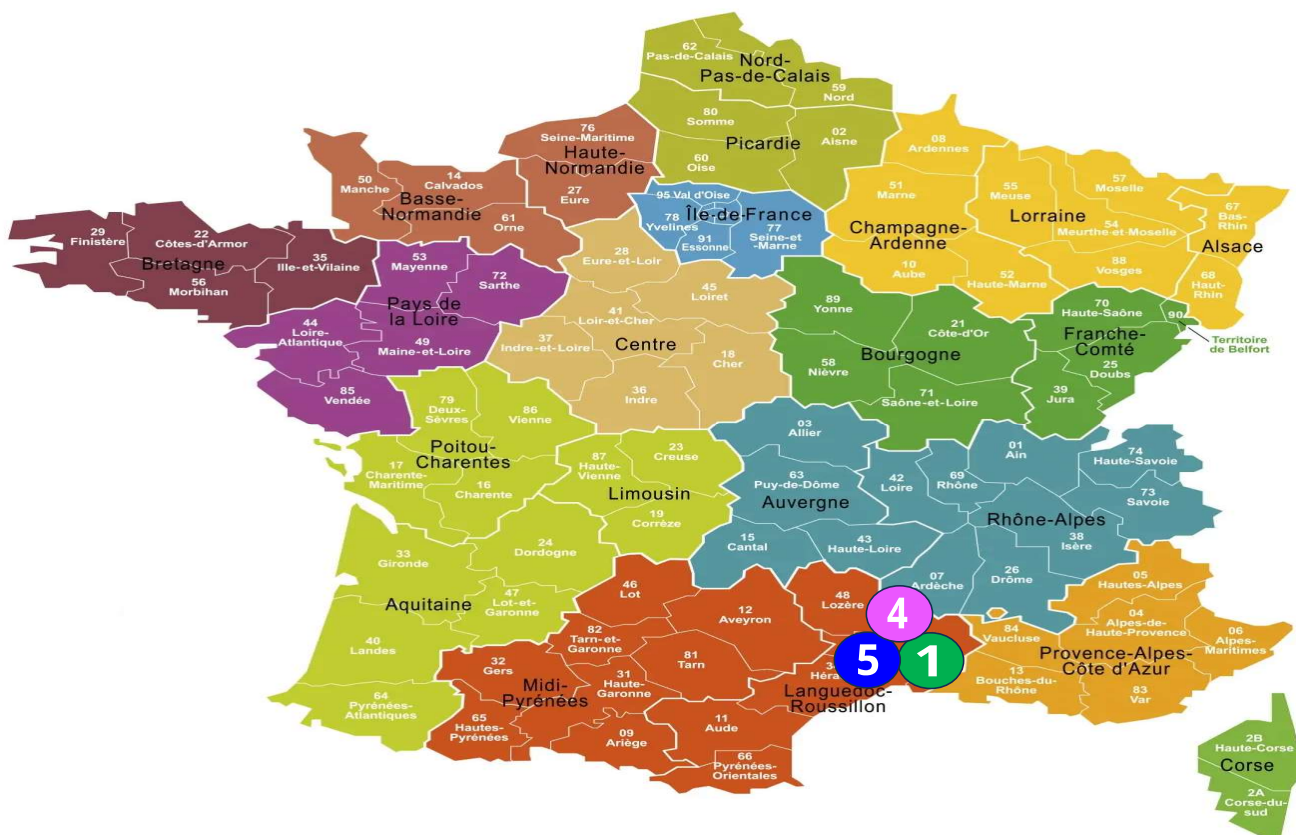 62
Pas-de-Calais
Nord-
Pas-de-Calais
59
Nord
80
Somme
02
Aisne
Picardie
60
Oise
76
Seine-Maritime
Haute-
Normandie
27
Eure
14
Calvados
50
Manche
Basse-
Normandie
61
Orne
08
Ardennes
51
Marne
Champagne-
Ardenne
10
Aube
52
Haute-Marne
55
Meuse
57
Moselle
Lorraine
54
Meurthe-et-Moselle
88
Vosges
67
Bas-
Rhin
Alsace
68
Haut-
Rhin
95 Val d'Oise
Île-de-France
78
Yvelines
91
Essonne
77
Seine-et
-Marne
29
Finistère
22
Côtes-d'Armor
35
Ille-et-Vilaine
Bretagne
56
Morbihan
53
Mayenne
72
Sarthe
Pays de
la Loire
44
Loire-
Atlantique
49
Maine-et-Loire
85
Vendée
28
Eure-et-Loir
45
Loiret
41
Loir-et-Cher
37
Indre-et-Loire
Centre
18
Cher
36
Indre
89
Yonne
21
Côte-d'Or
Bourgogne
58
Nièvre
71
Saône-et-Loire
70
Haute-Saône
90
Territoire
de Belfort
Franche-
Comté
25
Doubs
39
Jura
79
Deux-
Sèvres
86
Vienne
Poitou-
Charentes
17
Charente-
Maritime
16
Charente
23
Creuse
87
Haute-
Vienne
Limousin
19
Corrèze
03
Allier
63
Puy-de-Dôme
Auvergne
15
Cantal
43
Haute-Loire
01
Ain
74
Haute-Savoie
42
Loire
69
Rhône
73
Savoie
Rhône-Alpes
38
Isère
07
Ardèche
26
Drôme
24
Dordogne
33
Gironde
47
Lot-et-
Garonne
Aquitaine
40
Landes
64
Pyrénées-
Atlantiques
46
Lot
12
Aveyron
82
Tarn-et-
Garonne
81
Tarn
32
Gers
31
Haute-
Garonne
Midi-
Pyrénées
65
Hautes-
Pyrénées
09
Ariège
48
Lozère
4
5
1
Languedoc-
Roussillon
11
Aude
66
Pyrénées-
Orientales
05
Hautes-Alpes
04
Alpes-de-
Haute-Provence
06
Alpes-
Maritimes
84
Vaucluse
Provence-Alpes-
Côte d'Azur
13
Bouches-du-
Rhône
83
Var
2B
Haute-Corse
Corse
2A
Corse-du-
sud